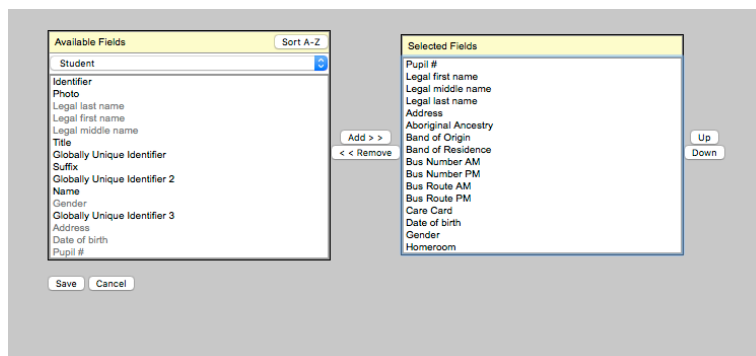 Available Fields
Sort A-Z
Student
Identifier
Photo
Legal last name
Legal first name
Legal middle name
Title
Globally Unique Identifier
Suffix
Globally Unique Identifier 2
Name
Gender
Globally Unique Identifier 3
Address
Date of birth
Pupil #
Add > >
< < Remove
Selected Fields
Pupil #
Legal first name
Legal middle name
Legal last name
Address
Aboriginal Ancestry
Band of Origin
Band of Residence
Bus Number AM
Bus Number PM
Bus Route AM
Bus Route PM
Care Card
Date of birth
Gender
Homeroom
Up
Down
Save
Cancel